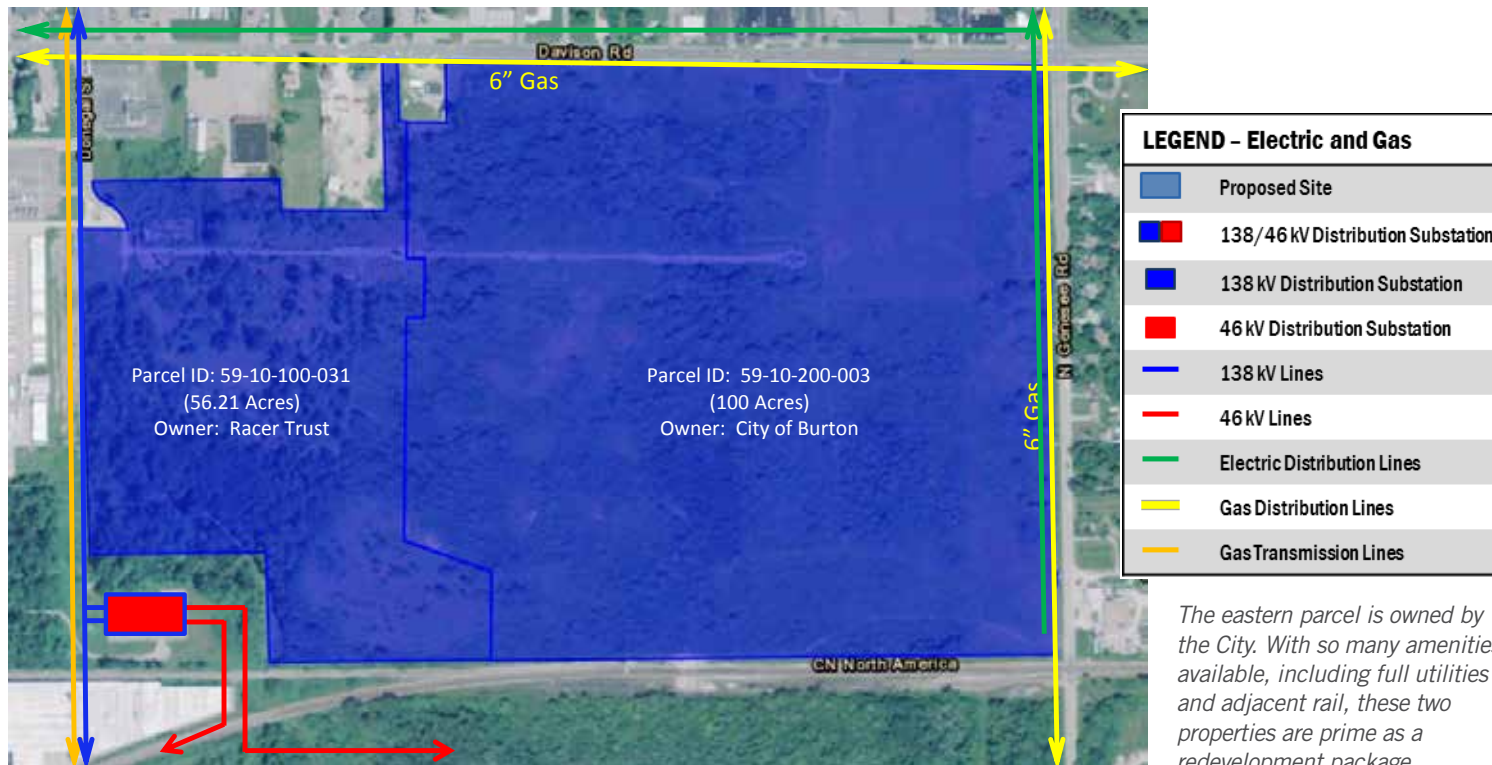 Davison Rd
6” Gas
Donegal S
N Genesee Rd
6” Gas
Parcel ID: 59-10-100-031
(56.21 Acres)
Owner: Racer Trust
Parcel ID: 59-10-200-003
(100 Acres)
Owner: City of Burton
CN North America
LEGEND – Electric and Gas
Proposed Site
138/46 kV Distribution Substation
138 kV Distribution Substation
46 kV Distribution Substation
138 kV Lines
46 kV Lines
Electric Distribution Lines
Gas Distribution Lines
Gas Transmission Lines
The eastern parcel is owned by
the City. With so many amenitie
available, including full utilities
and adjacent rail, these two
properties are prime as a
redevelopment package